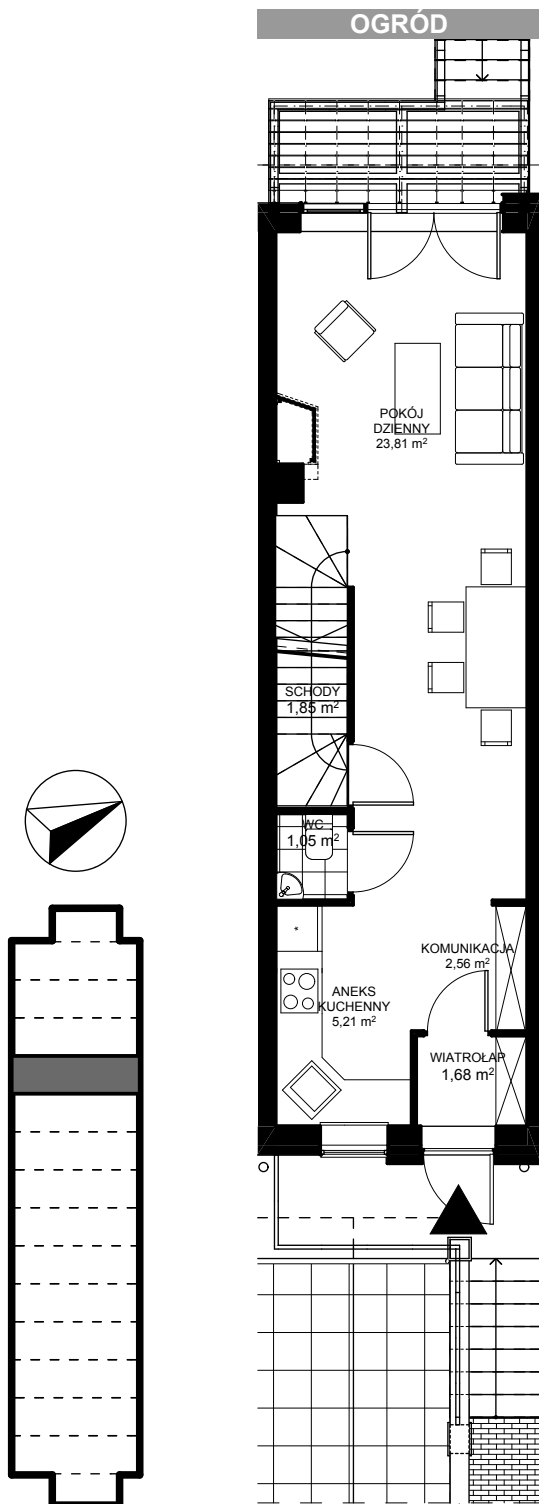 OGRÓD
POKÓJ
DZIENNY
23,81 m²
SCHODY
1,85 m²
WC
1,05 m²
KOMUNIKACJA
2,56 m²
ANEKS
KUCHENNY
5,21 m²
WIATROŁAP
1,68 m²